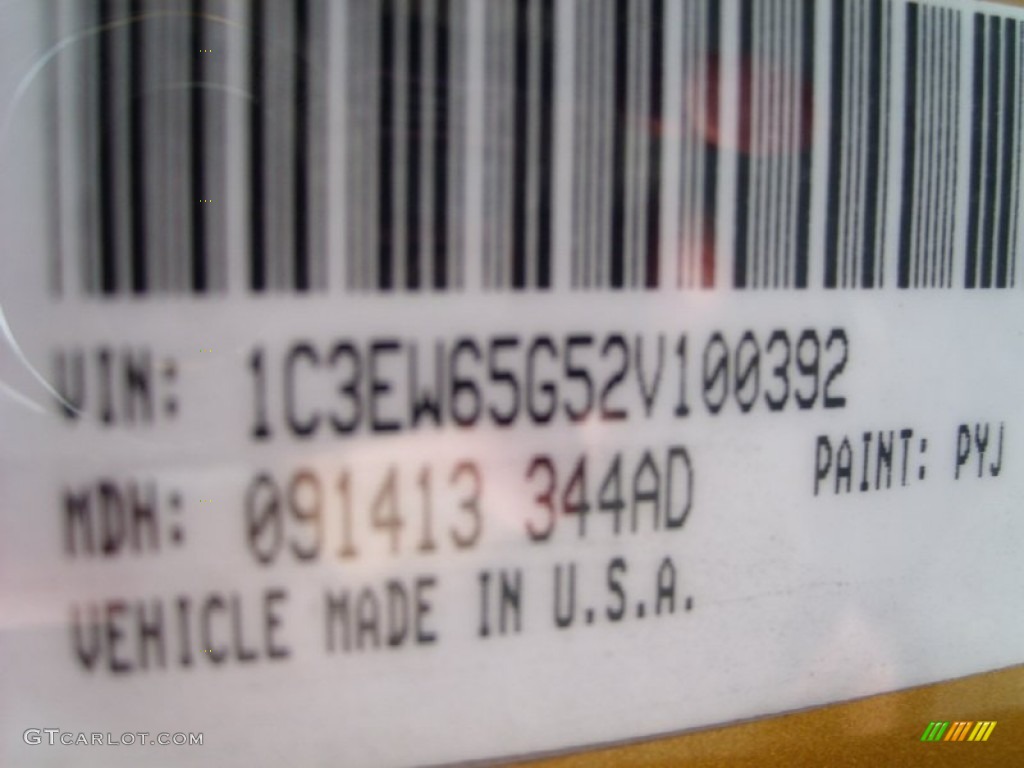 VIN: 1C3EW65G52V100392
MDH: 091413 344AD
PAINT: PYJ
VEHICLE MADE IN U.S.A.
GTCARLOT.COM